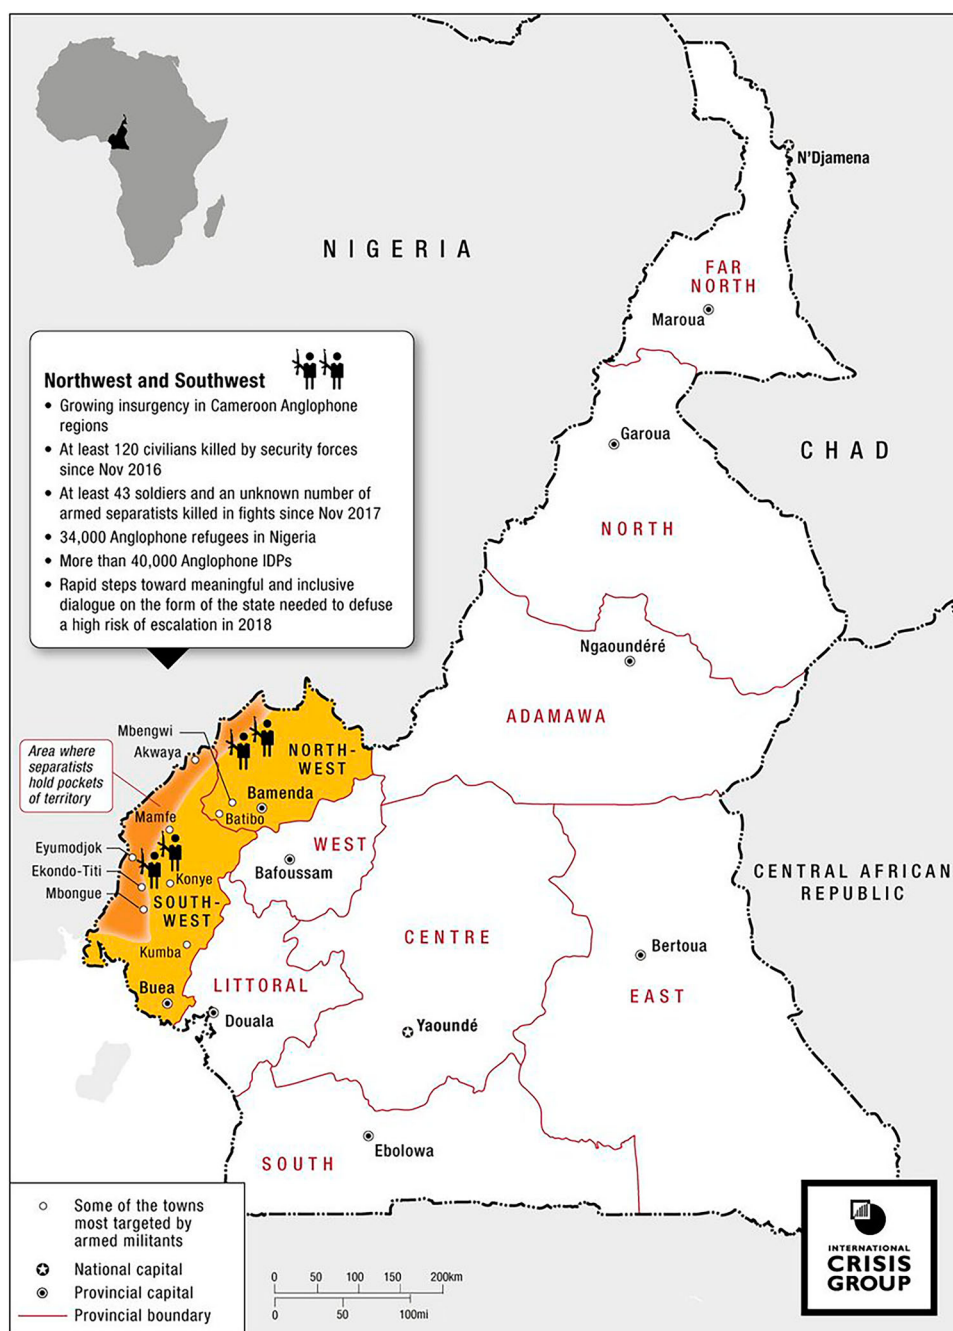 N'Djamena
NIGERIA
FAR
NORTH
Maroua
Northwest and Southwest
• Growing insurgency in Cameroon Anglophone
regions
• At least 120 civilians killed by security forces
since Nov 2016
• At least 43 soldiers and an unknown number of
armed separatists killed in fights since Nov 2017
• 34,000 Anglophone refugees in Nigeria
• More than 40,000 Anglophone IDPs
• Rapid steps toward meaningful and inclusive
dialogue on the form of the state needed to defuse
a high risk of escalation in 2018
Garoua
CHAD
NORTH
Ngaoundéré
ADAMAWA
Mbengwi
Akwaya
NORTH-
WEST
Area where
separatists
hold pockets
of territory
Bamenda
Mamfe
Batibo
WEST
Eyumodjok
Bafoussam
CENTRAL AFRICAN
REPUBLIC
Ekondo-Titi
Konye
Mbongue
SOUTH-
WEST
CENTRE
Kumba
Bertoua
LITTORAL
Buea
EAST
Douala
Yaoundé
Ebolowa
SOUTH
Some of the towns
most targeted by
armed militants
National capital
Provincial capital
Provincial boundary
0 50 100 150 200km
0 50 100mi
INTERNATIONAL
CRISIS
GROUP